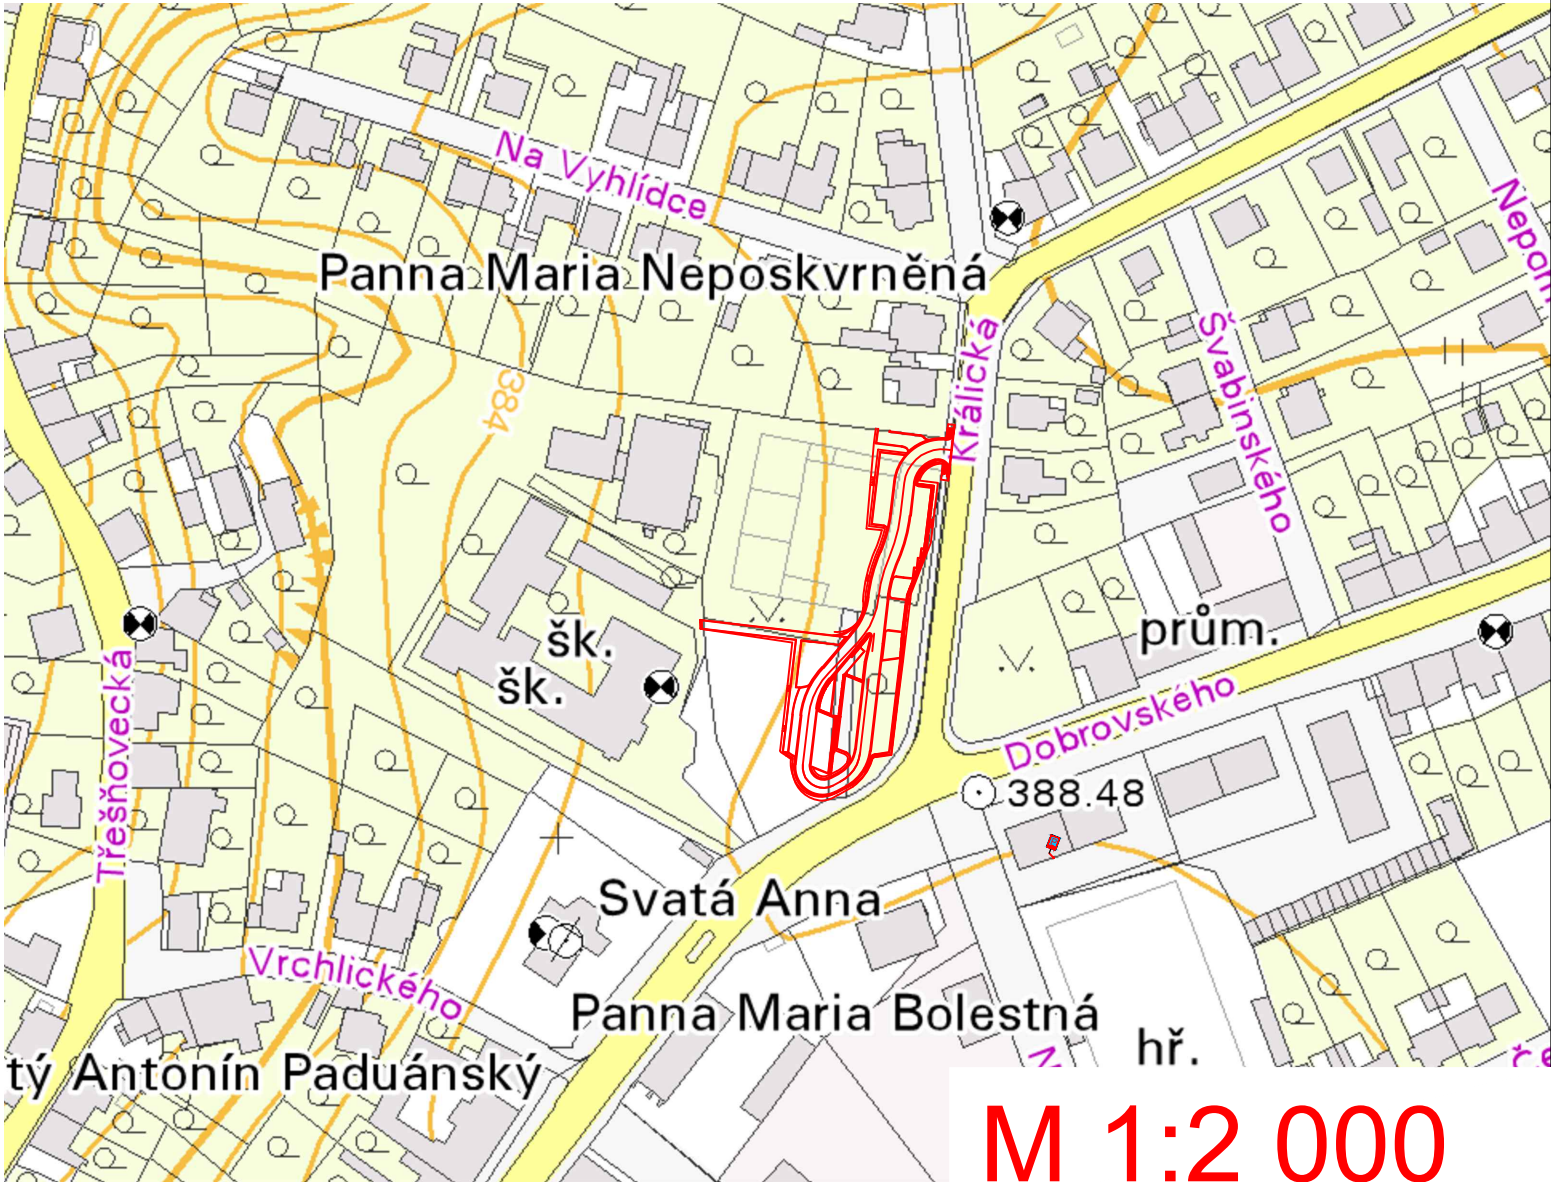 Na Vyhlídce
Panna Maria Neposkvrněná
Králická
Švabinského
384
šk.
šk.
prům.
Třešňovecká
Dobrovského
388.48
Svatá Anna
Vrchlického
Panna Maria Bolestná
hř.
tý Antonín Paduánský
M 1:2 000